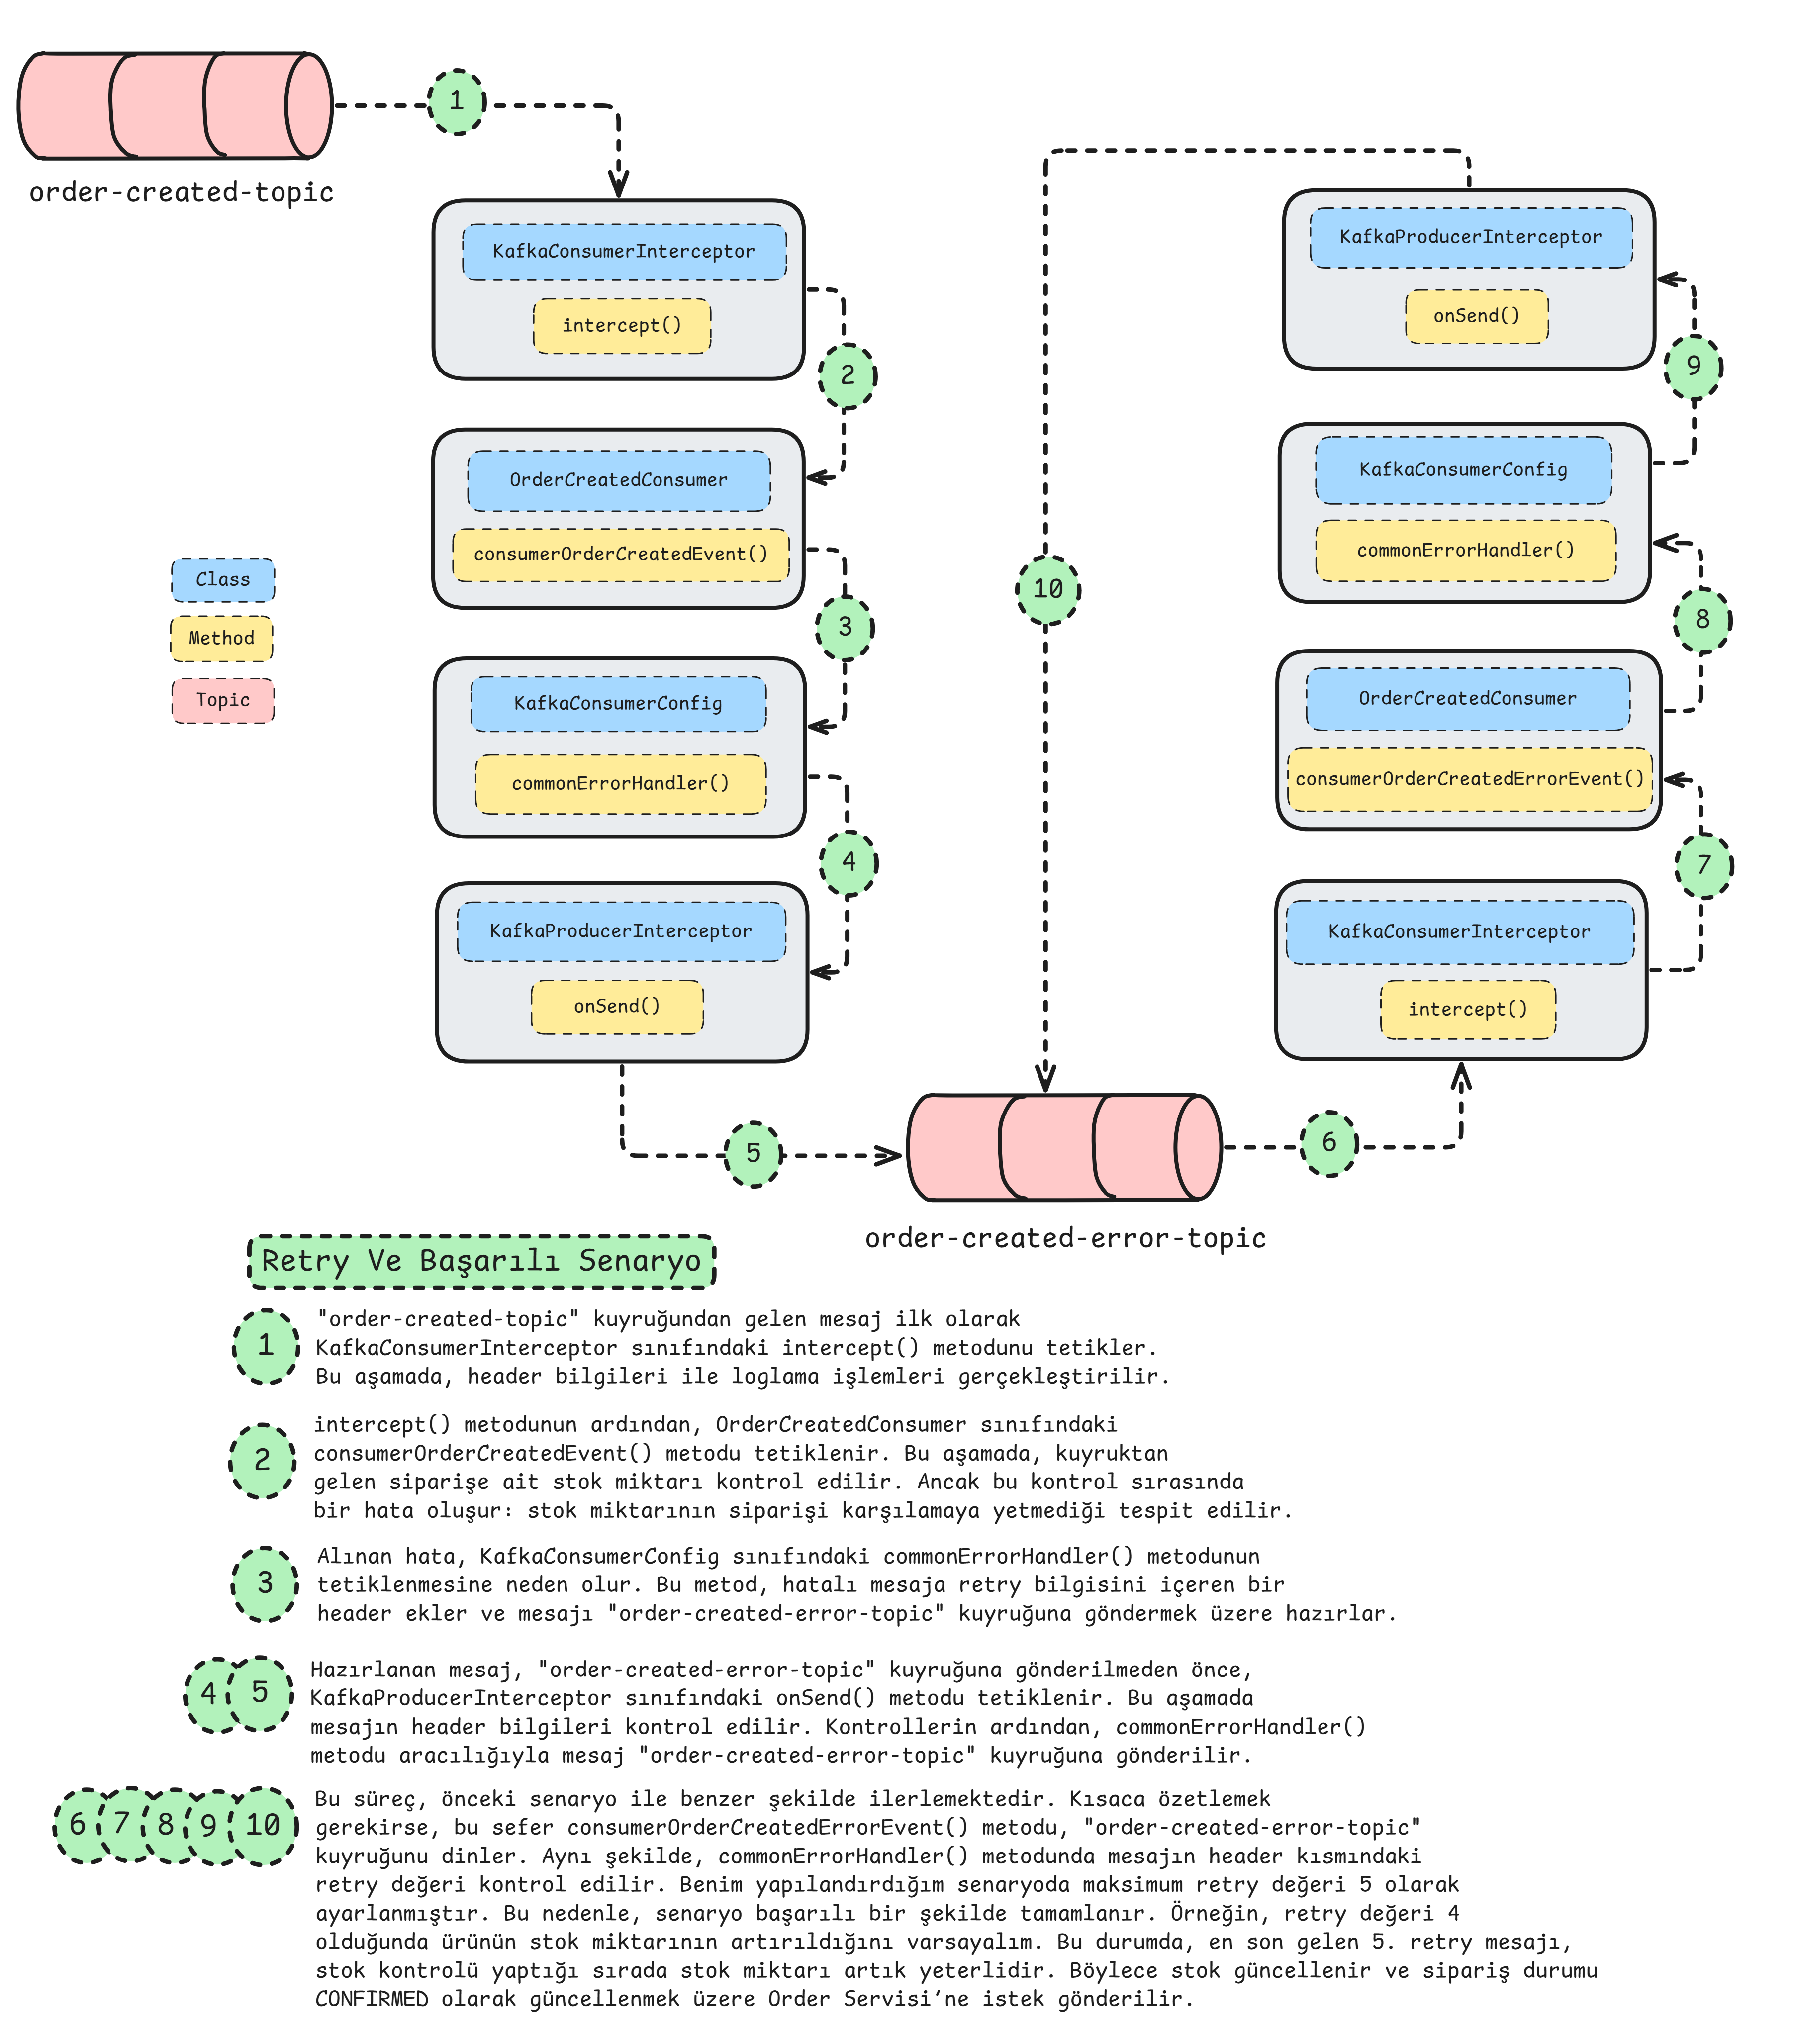 1
order-created-topic
KafkaConsumerInterceptor
intercept()
2
OrderCreatedConsumer
consumerOrderCreatedEvent()
3
KafkaConsumerConfig
commonErrorHandler()
4
KafkaProducerInterceptor
onSend()
5
Class
Method
Topic
order-created-error-topic
6
KafkaConsumerInterceptor
intercept()
7
OrderCreatedConsumer
consumerOrderCreatedErrorEvent()
8
KafkaConsumerConfig
commonErrorHandler()
9
KafkaProducerInterceptor
onSend()
10
Retry Ve Başarılı Senaryo
1
"order-created-topic" kuyruğundan gelen mesaj ilk olarak
KafkaConsumerInterceptor sınıfındaki intercept() metodunu tetikler.
Bu aşamada, header bilgileri ile loglama işlemleri gerçekleştirilir.
2
intercept() metodunun ardından, OrderCreatedConsumer sınıfındaki
consumerOrderCreatedEvent() metodu tetiklenir. Bu aşamada, kuyruktan
gelen siparişe ait stok miktarı kontrol edilir. Ancak bu kontrol sırasında
bir hata oluşur: stok miktarının siparişi karşılamaya yetmediği tespit edilir.
3
Alınan hata, KafkaConsumerConfig sınıfındaki commonErrorHandler() metodunun
tetiklenmesine neden olur. Bu metod, hatalı mesaja retry bilgisini içeren bir
header ekler ve mesajı "order-created-error-topic" kuyruğuna göndermek üzere hazırlar.
4 5
Hazırlanan mesaj, "order-created-error-topic" kuyruğuna gönderilmeden önce,
KafkaProducerInterceptor sınıfındaki onSend() metodu tetiklenir. Bu aşamada
mesajın header bilgileri kontrol edilir. Kontrollerin ardından, commonErrorHandler()
metodu aracılığıyla mesaj "order-created-error-topic" kuyruğuna gönderilir.
6 7 8 9 10
Bu süreç, önceki senaryo ile benzer şekilde ilerlemektedir. Kısaca özetlemek
gerekirse, bu sefer consumerOrderCreatedErrorEvent() metodu, "order-created-error-topic"
kuyruğunu dinler. Aynı şekilde, commonErrorHandler() metodunda mesajın header kısmındaki
retry değeri kontrol edilir. Benim yapılandırdığım senaryoda maksimum retry değeri 5 olarak
ayarlanmıştır. Bu nedenle, senaryo başarılı bir şekilde tamamlanır. Örneğin, retry değeri 4
olduğunda ürünün stok miktarının artırıldığını varsayalım. Bu durumda, en son gelen 5. retry mesajı,
stok kontrolü yaptığı sırada stok miktarı artık yeterlidir. Böylece stok güncellenir ve sipariş durumu
CONFIRMED olarak güncellenmek üzere Order Servisi’ne istek gönderilir.